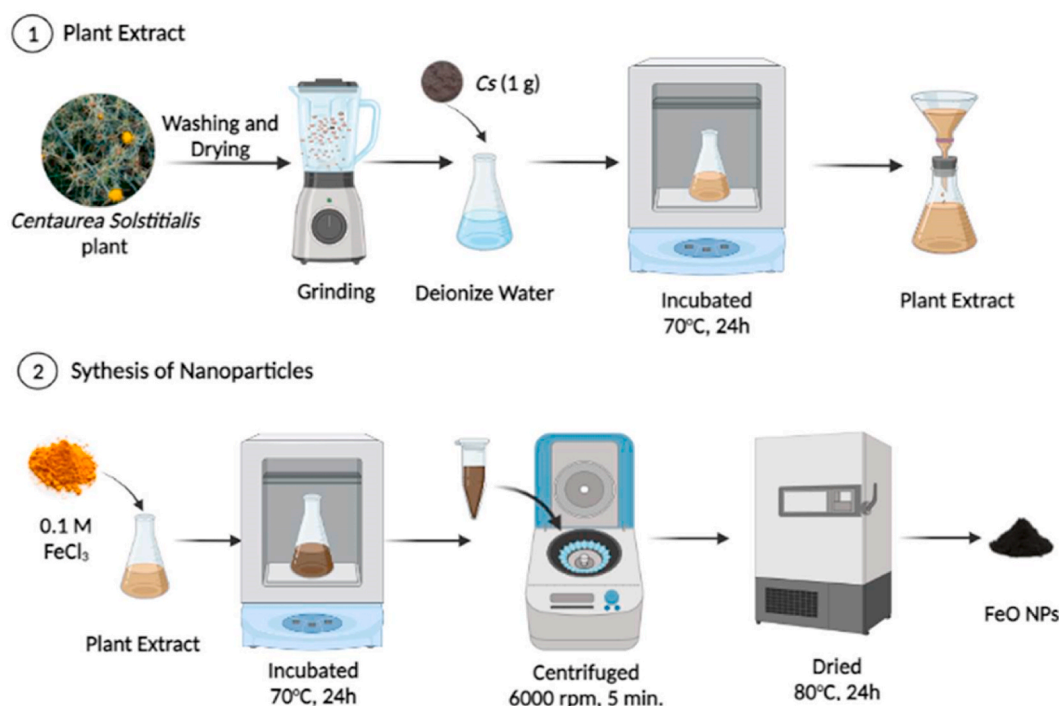 1 Plant Extract
Washing and
Drying
Cs (1 g)
Centaurea Solstitialis
plant
Grinding
Deionize Water
Incubated
70°C, 24h
Plant Extract
2 Sythesis of Nanoparticles
0.1 M
FeCl₃
Plant Extract
Incubated
70°C, 24h
Centrifuged
6000 rpm, 5 min.
Dried
80°C, 24h
FeO NPs